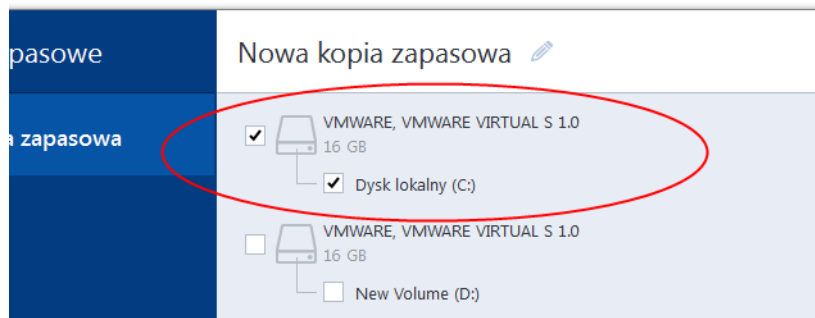 pasowe
Nowa kopia zapasowa
zapasowa
VMWARE, VMWARE VIRTUAL S 1.0
16 GB
Dysk lokalny (C:)
VMWARE, VMWARE VIRTUAL S 1.0
16 GB
New Volume (D:)